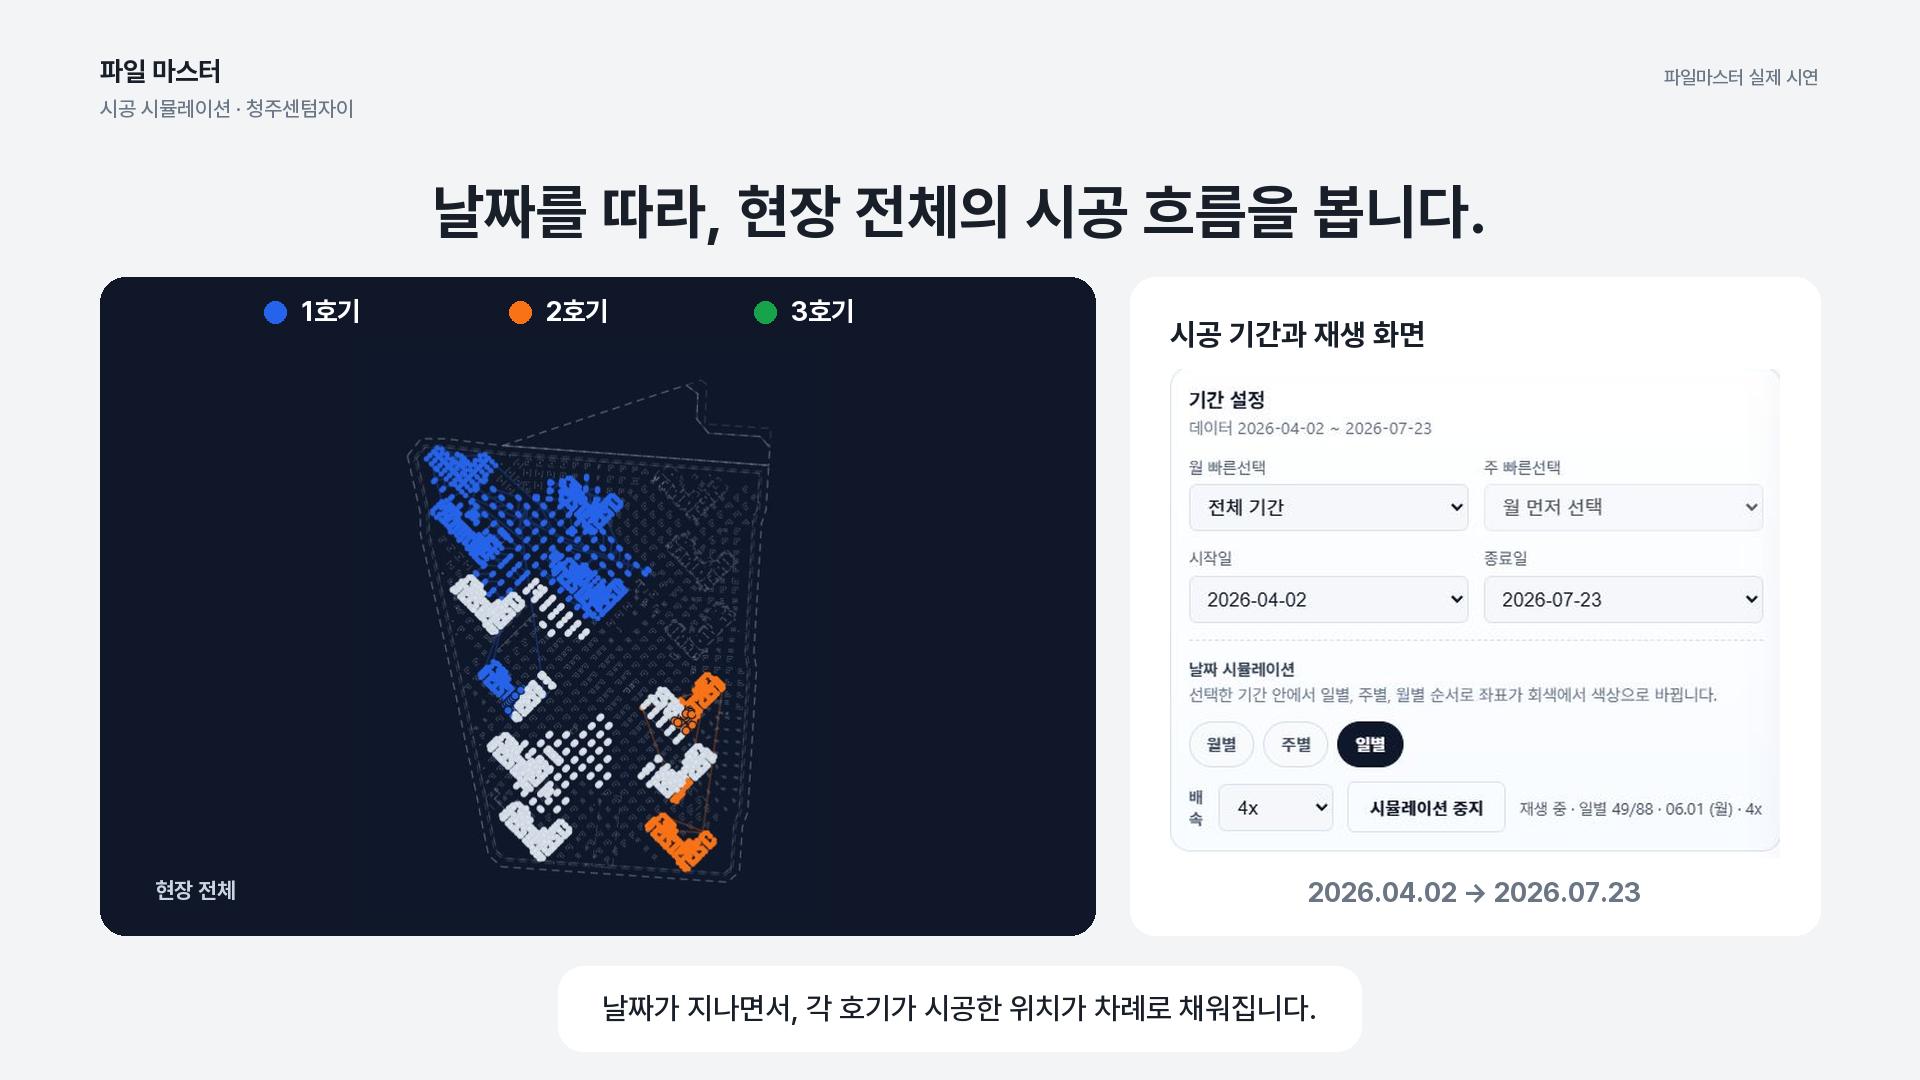 파일 마스터
시공 시뮬레이션 · 청주센텀자이
파일마스터 실제 시연
날짜를 따라, 현장 전체의 시공 흐름을 봅니다.
1호기
2호기
3호기
현장 전체
시공 기간과 재생 화면
기간 설정
데이터 2026-04-02 ~ 2026-07-23
월 빠른선택
주 빠른선택
전체 기간
월 먼저 선택
시작일
종료일
2026-04-02
2026-07-23
날짜 시뮬레이션
선택한 기간 안에서 일별, 주별, 월별 순서로 좌표가 회색에서 색상으로 바뀝니다.
월별
주별
일별
배속
4x
시뮬레이션 중지
재생 중 · 일별 49/88 · 06.01 (월) · 4x
2026.04.02 → 2026.07.23
날짜가 지나면서, 각 호기가 시공한 위치가 차례로 채워집니다.